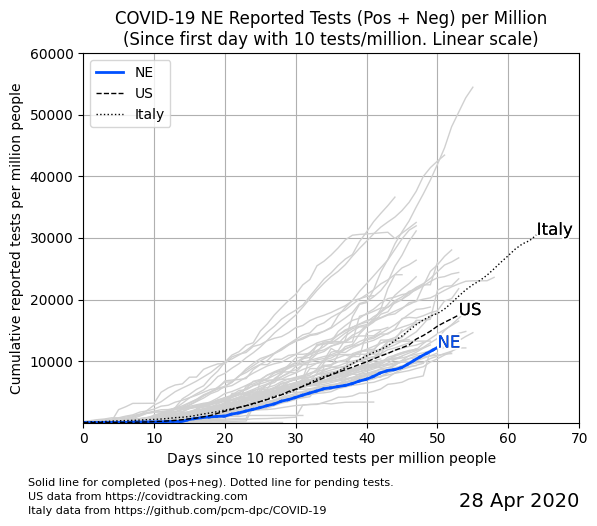 COVID-19 NE Reported Tests (Pos + Neg) per Million
(Since first day with 10 tests/million. Linear scale)
60000
50000
40000
30000
20000
10000
Cumulative reported tests per million people
NE
US
Italy
Italy
US
NE
0
10
20
30
40
50
60
70
Days since 10 reported tests per million people
Solid line for completed (pos+neg). Dotted line for pending tests.
US data from https://covidtracking.com
Italy data from https://github.com/pcm-dpc/COVID-19
28 Apr 2020